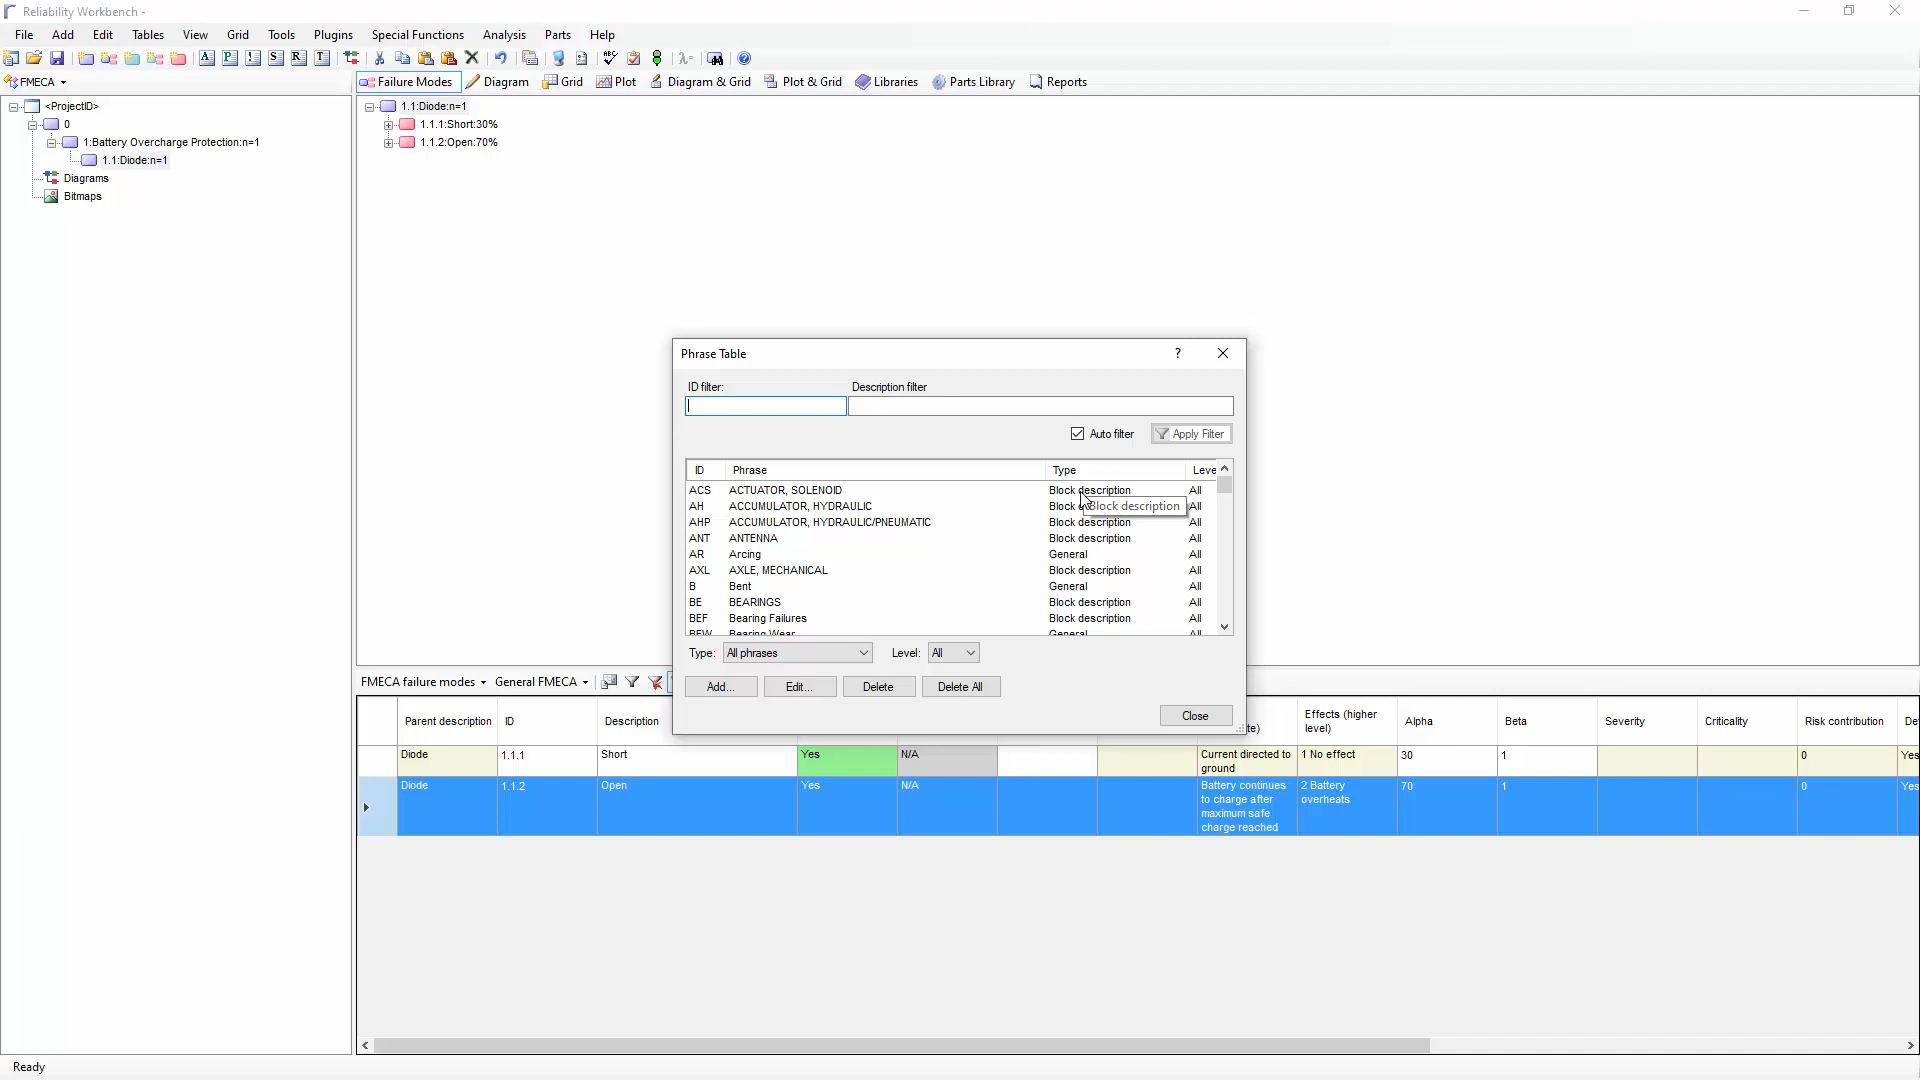 Reliability Workbench -
File Add Edit Tables View Grid Tools Plugins Special Functions Analysis Parts Help
FMECA
Failure Modes Diagram Grid Plot Diagram & Grid Plot & Grid Libraries Parts Library Reports
<ProjectID>
0
1:Battery Overcharge Protection:n=1
1.1:Diode:n=1
Diagrams
Bitmaps
1.1:Diode:n=1
1.1.1:Short:30%
1.1.2:Open:70%
Phrase Table
ID filter: Description filter
Auto filter Apply Filter
ID Phrase Type Leve
ACS ACTUATOR, SOLENOID Block description All
AH ACCUMULATOR, HYDRAULIC Block All
Block description
AHP ACCUMULATOR, HYDRAULIC/PNEUMATIC Block description All
ANT ANTENNA Block description All
AR Arcing General All
AXL AXLE, MECHANICAL Block description All
B Bent General All
BE BEARINGS Block description All
BEF Bearing Failures Block description All
BEW Bearing Wear General All
Type: All phrases Level: All
Add... Edit... Delete Delete All
Close
FMECA failure modes General FMECA
Parent description ID Description te) Effects (higher level) Alpha Beta Severity Criticality Risk contribution De
Diode 1.1.1 Short Yes N/A Current directed to ground 1 No effect 30 1 0 Yes
Diode 1.1.2 Open Yes N/A Battery continues to charge after maximum safe charge reached 2 Battery overheats 70 1 0 Yes
Ready